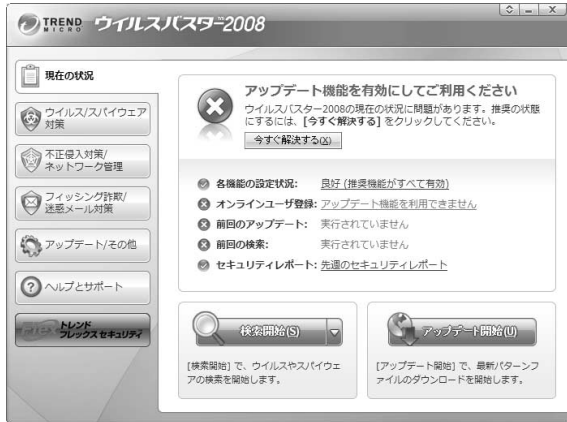 TREND MICRO ウイルスバスター™2008
現在の状況
ウイルス/スパイウェア
対策
不正侵入対策/
ネットワーク管理
フィッシング詐欺/
迷惑メール対策
アップデート/その他
ヘルプとサポート
FLEX トレンド
フレックス セキュリティ
アップデート機能を有効にしてご利用ください
ウイルスバスター2008の現在の状況に問題があります。推奨の状態
にするには、[今すぐ解決する] をクリックしてください。
今すぐ解決する(X)
各機能の設定状況: 良好 (推奨機能がすべて有効)
オンラインユーザ登録: アップデート機能を利用できません
前回のアップデート: 実行されていません
前回の検索: 実行されていません
セキュリティレポート: 先週のセキュリティレポート
検索開始(S)
[検索開始] で、ウイルスやスパイウェ
アの検索を開始します。
アップデート開始(U)
[アップデート開始] で、最新パターンフ
ァイルのダウンロードを開始します。